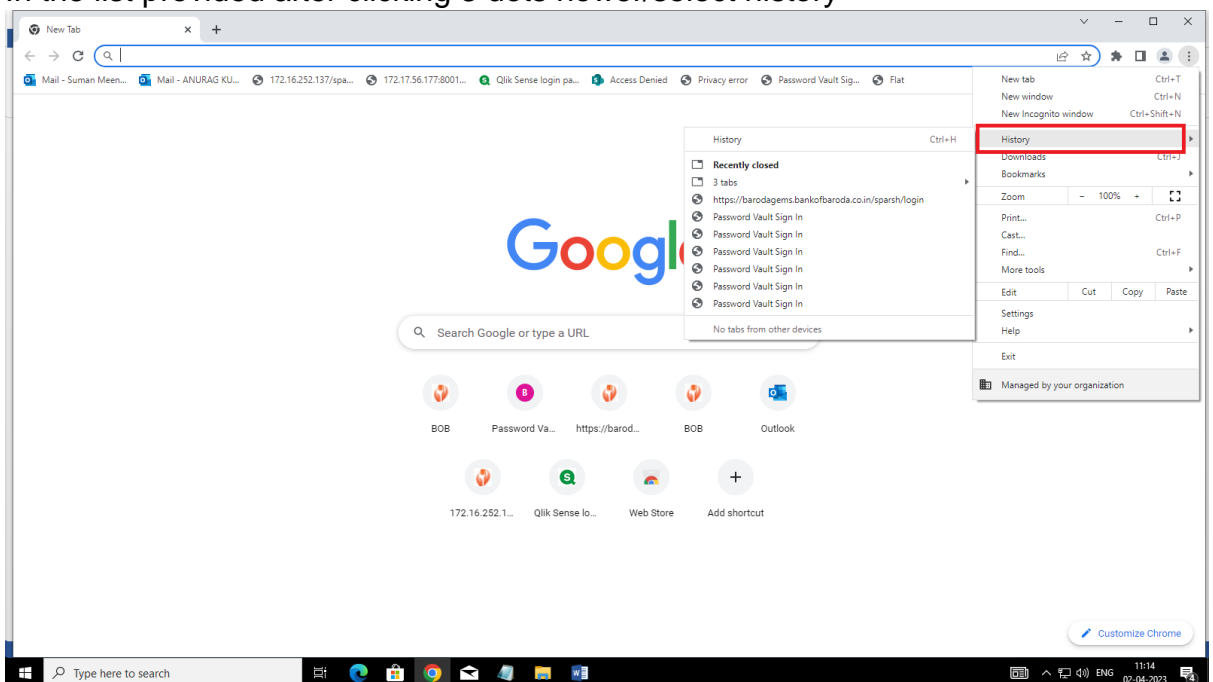 In the list provided after clicking 3 dots hover/select history
New Tab
Mail - Suman Meen...
Mail - ANURAG KU...
172.16.252.137/spa...
172.17.56.177:8001...
Qlik Sense login pa...
Access Denied
Privacy error
Password Vault Sig...
Flat
New tab Ctrl+T
New window Ctrl+N
New Incognito window Ctrl+Shift+N
History
Downloads Ctrl+J
Bookmarks
Zoom - 100% +
Print... Ctrl+P
Cast...
Find... Ctrl+F
More tools
Edit Cut Copy Paste
Settings
Help
Exit
Managed by your organization
History Ctrl+H
Recently closed
3 tabs
https://barodagems.bankofbaroda.co.in/sparsh/login
Password Vault Sign In
Password Vault Sign In
Password Vault Sign In
Password Vault Sign In
Password Vault Sign In
Password Vault Sign In
No tabs from other devices
Googl
Search Google or type a URL
B
BOB
Password Va...
https://barod...
BOB
Outlook
172.16.252.1...
Qlik Sense lo...
Web Store
Add shortcut
Customize Chrome
Type here to search
ENG
11:14
02-04-2023
4